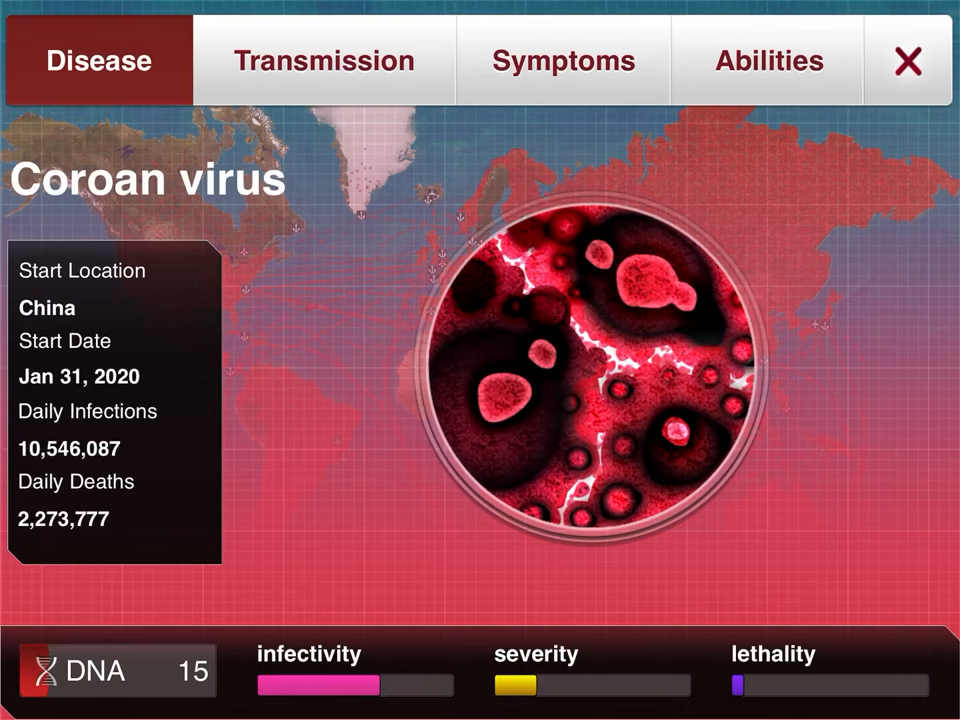 Disease
Transmission
Symptoms
Abilities
X
Coroan virus
Start Location
China
Start Date
Jan 31, 2020
Daily Infections
10,546,087
Daily Deaths
2,273,777
DNA 15
infectivity
severity
lethality